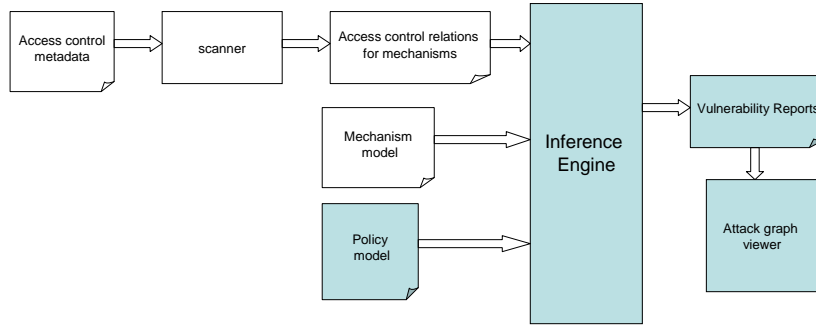 Access control
metadata
scanner
Access control relations
for mechanisms
Mechanism
model
Policy
model
Inference
Engine
Vulnerability Reports
Attack graph
viewer